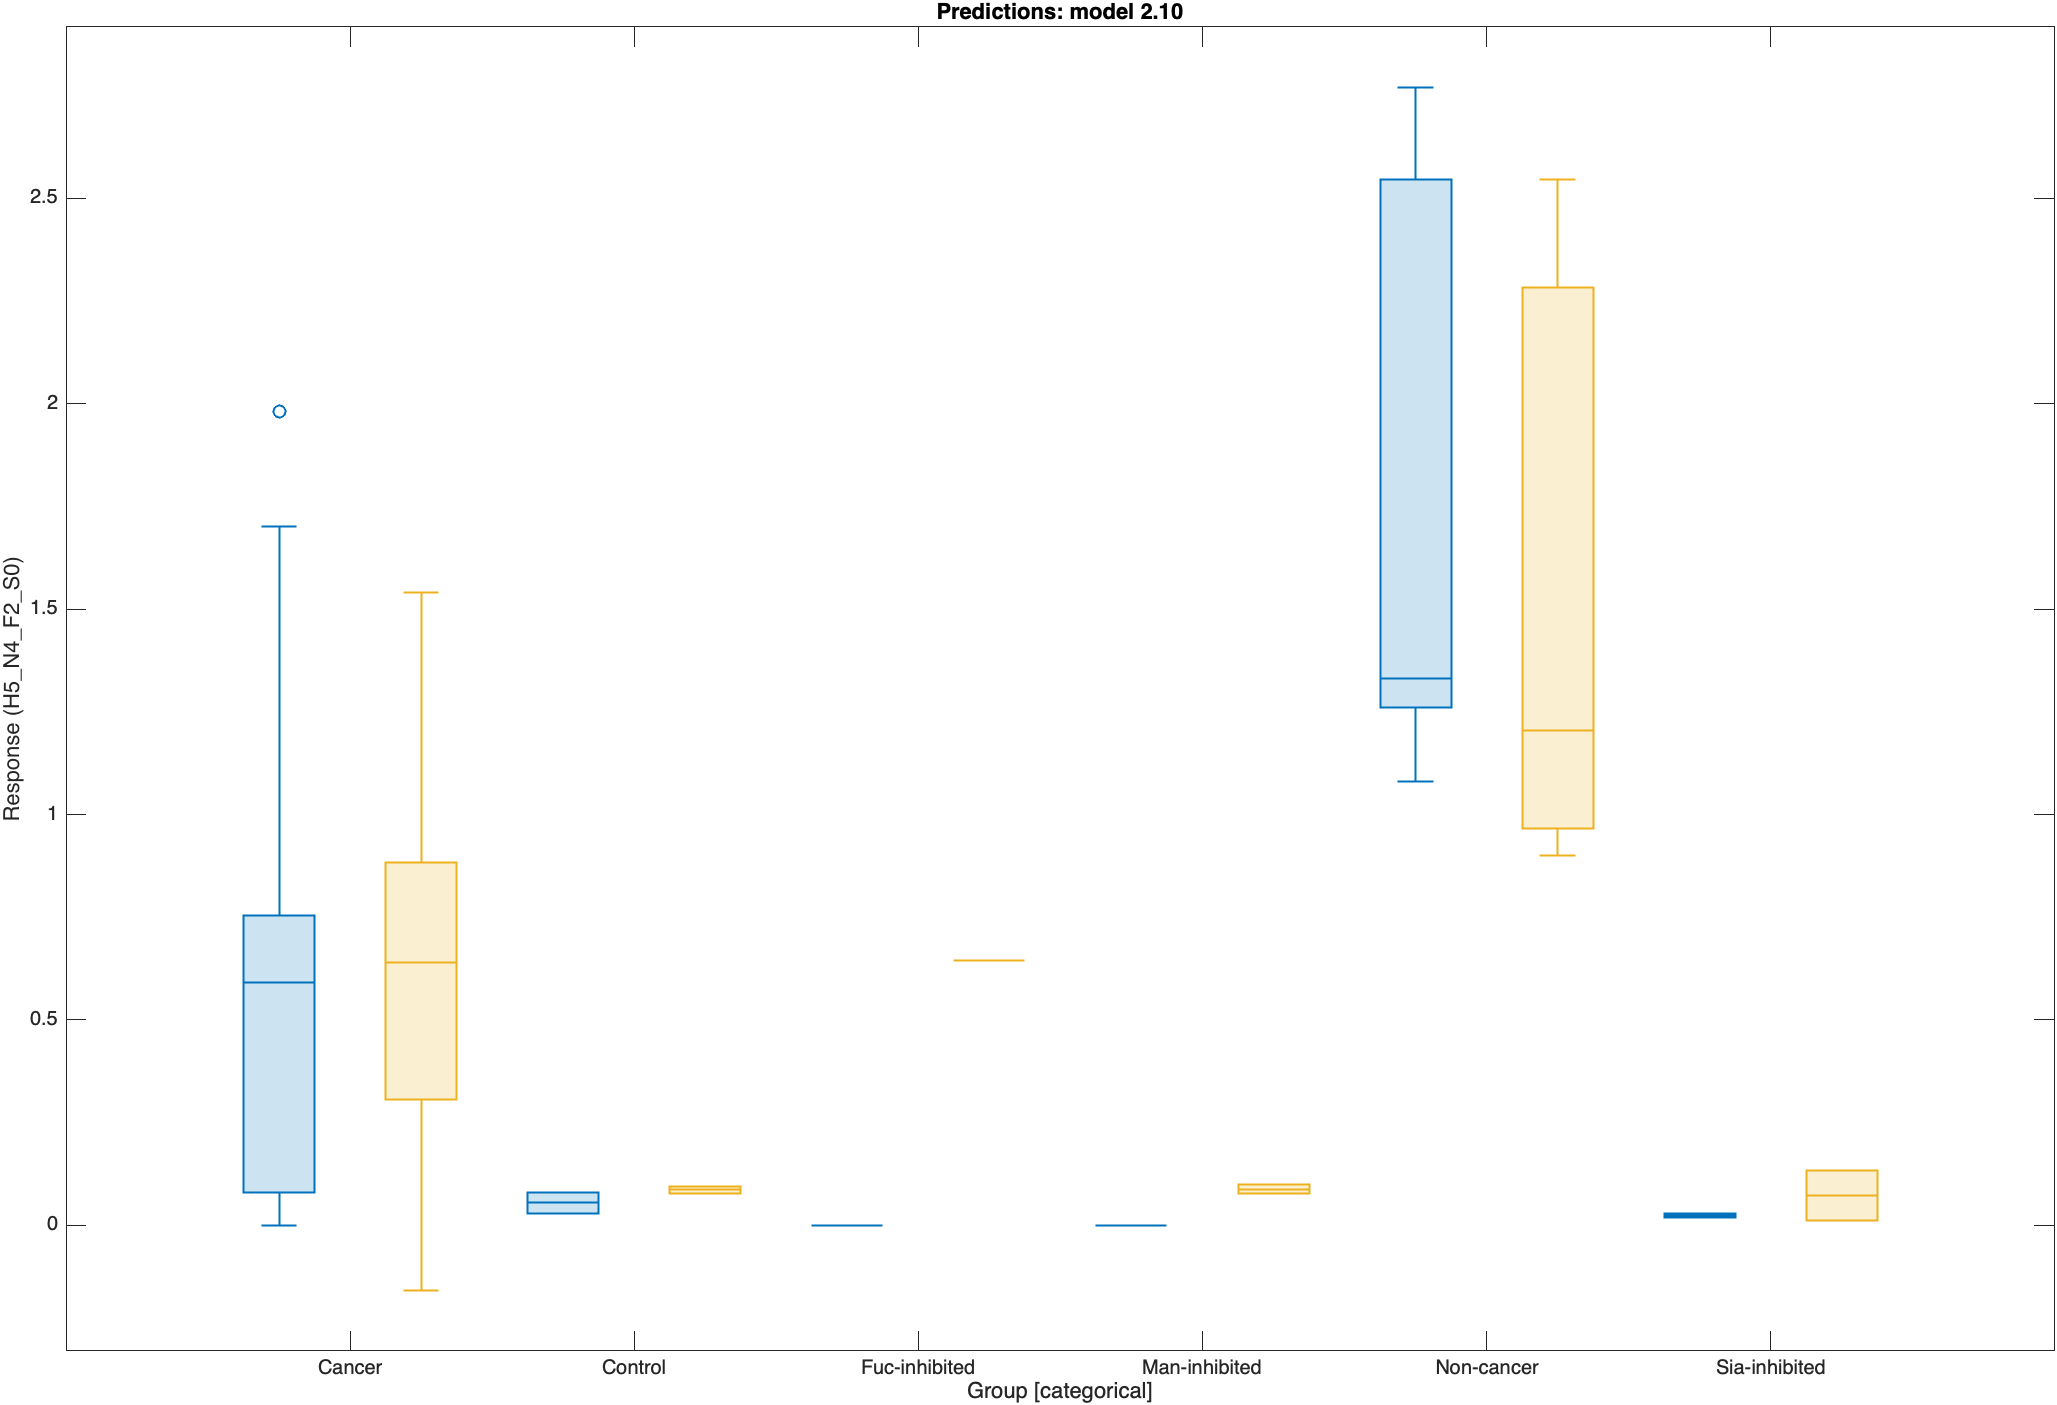 Predictions: model 2.10
2.5
2
1.5
1
0.5
0
Response (H5_N4_F2_S0)
Cancer
Control
Fuc-inhibited
Man-inhibited
Non-cancer
Sia-inhibited
Group [categorical]